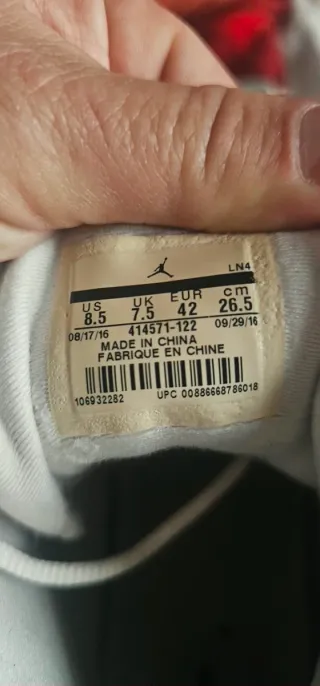 LN4
US UK EUR cm
8.5 7.5 42 26.5
08/17/16 414571-122 09/29/16
MADE IN CHINA
FABRIQUE EN CHINE
106932282 UPC 00886668786018